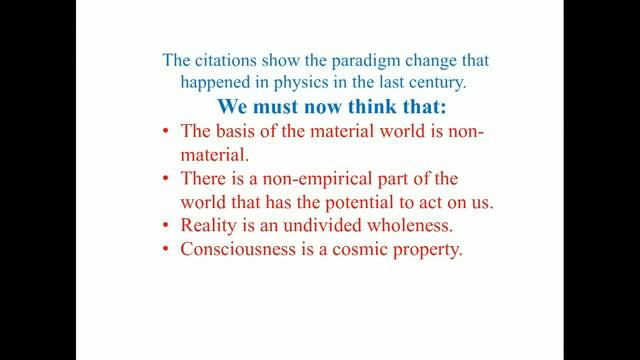 The citations show the paradigm change that
happened in physics in the last century.
We must now think that:
• The basis of the material world is non-
material.
• There is a non-empirical part of the
world that has the potential to act on us.
• Reality is an undivided wholeness.
• Consciousness is a cosmic property.